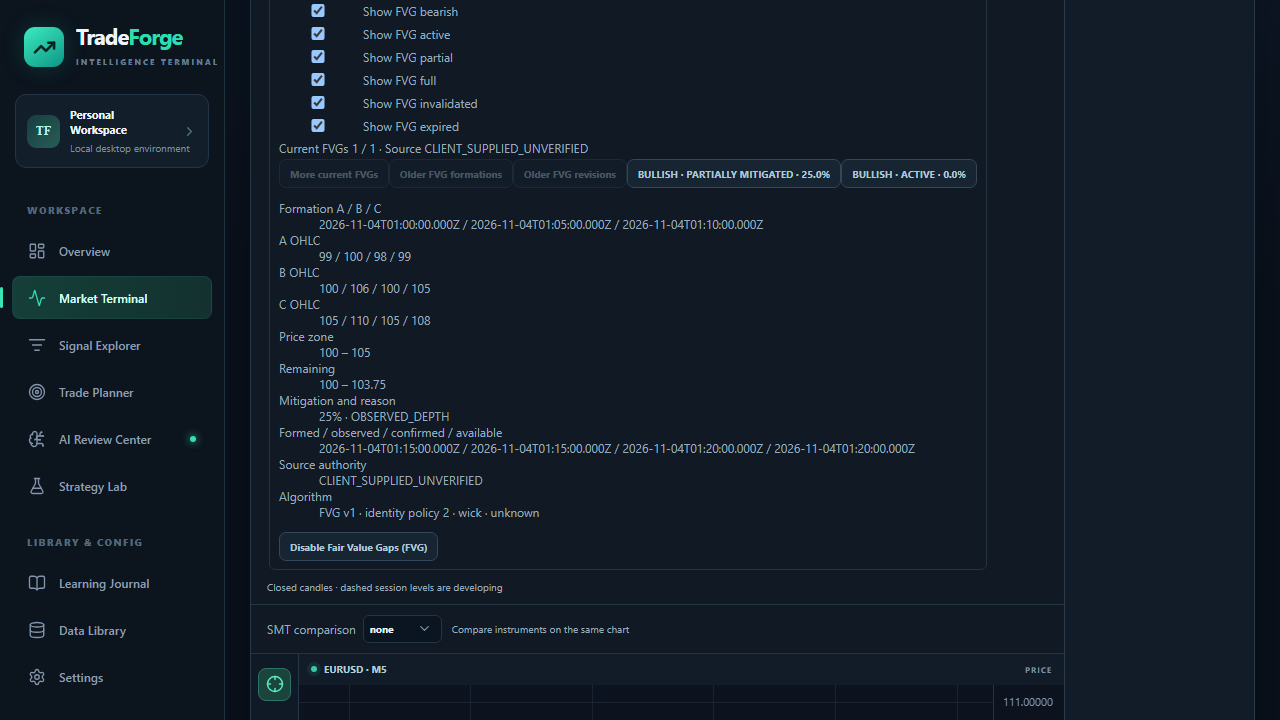 TradeForge
INTELLIGENCE TERMINAL
TF
Personal Workspace
Local desktop environment
WORKSPACE
Overview
Market Terminal
Signal Explorer
Trade Planner
AI Review Center
Strategy Lab
LIBRARY & CONFIG
Learning Journal
Data Library
Settings
Show FVG bearish
Show FVG active
Show FVG partial
Show FVG full
Show FVG invalidated
Show FVG expired
Current FVGs 1 / 1 · Source CLIENT_SUPPLIED_UNVERIFIED
More current FVGs
Older FVG formations
Older FVG revisions
BULLISH · PARTIALLY MITIGATED · 25.0%
BULLISH · ACTIVE · 0.0%
Formation A / B / C
2026-11-04T01:00:00.000Z / 2026-11-04T01:05:00.000Z / 2026-11-04T01:10:00.000Z
A OHLC
99 / 100 / 98 / 99
B OHLC
100 / 106 / 100 / 105
C OHLC
105 / 110 / 105 / 108
Price zone
100 – 105
Remaining
100 – 103.75
Mitigation and reason
25% · OBSERVED_DEPTH
Formed / observed / confirmed / available
2026-11-04T01:15:00.000Z / 2026-11-04T01:15:00.000Z / 2026-11-04T01:20:00.000Z / 2026-11-04T01:20:00.000Z
Source authority
CLIENT_SUPPLIED_UNVERIFIED
Algorithm
FVG v1 · identity policy 2 · wick · unknown
Disable Fair Value Gaps (FVG)
Closed candles · dashed session levels are developing
SMT comparison
none
Compare instruments on the same chart
EURUSD · M5
PRICE
111.00000